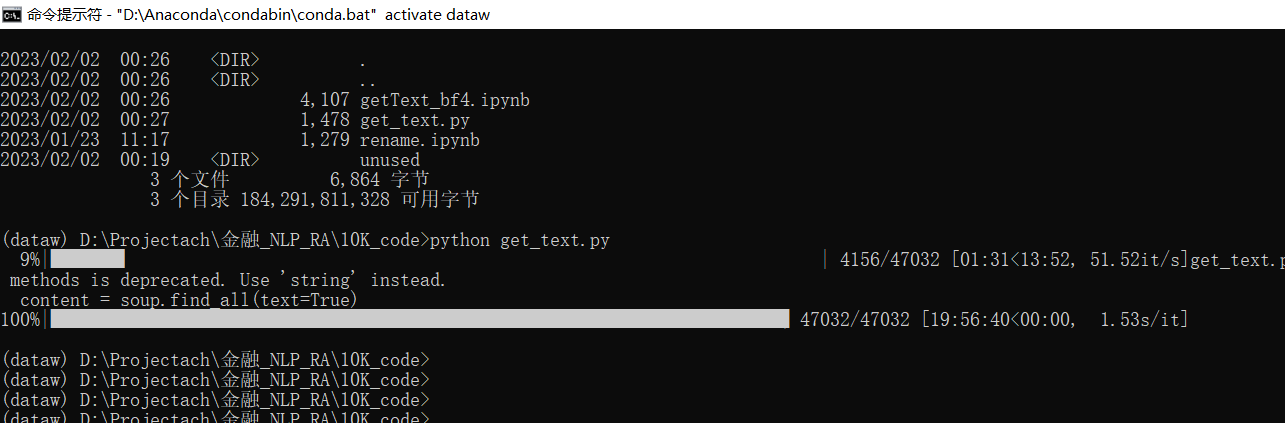 命令提示符 - "D:\Anaconda\condabin\conda.bat" activate dataw
2023/02/02  00:26    <DIR>          .
2023/02/02  00:26    <DIR>          ..
2023/02/02  00:26             4,107 getText_bf4.ipynb
2023/02/02  00:27             1,478 get_text.py
2023/01/23  11:17             1,279 rename.ipynb
2023/02/02  00:19    <DIR>          unused
3 个文件          6,864 字节
3 个目录 184,291,811,328 可用字节
(dataw) D:\Projectach\金融_NLP_RA\10K_code>python get_text.py
9%| | 4156/47032 [01:31<13:52, 51.52it/s]get_text.p
methods is deprecated. Use 'string' instead.
content = soup.find_all(text=True)
100%| | 47032/47032 [19:56:40<00:00,  1.53s/it]
(dataw) D:\Projectach\金融_NLP_RA\10K_code>
(dataw) D:\Projectach\金融_NLP_RA\10K_code>
(dataw) D:\Projectach\金融_NLP_RA\10K_code>
(dataw) D:\Projectach\金融_NLP_RA\10K_code>